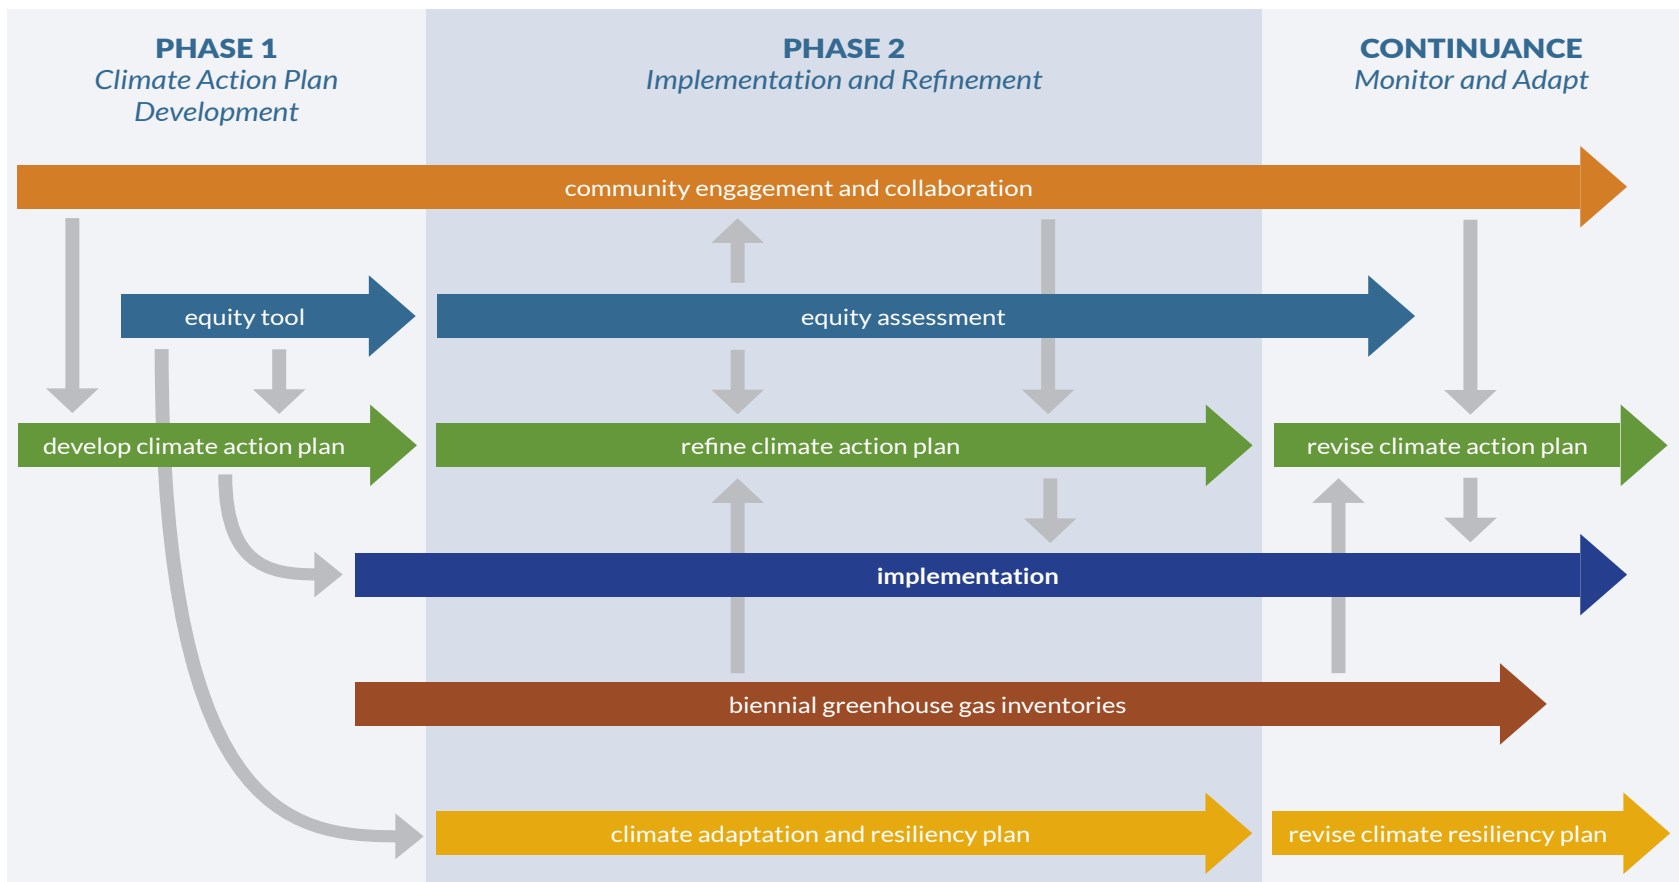 PHASE 1
Climate Action Plan
Development
PHASE 2
Implementation and Refinement
CONTINUANCE
Monitor and Adapt
community engagement and collaboration
equity tool
equity assessment
develop climate action plan
refine climate action plan
revise climate action plan
implementation
biennial greenhouse gas inventories
climate adaptation and resiliency plan
revise climate resiliency plan